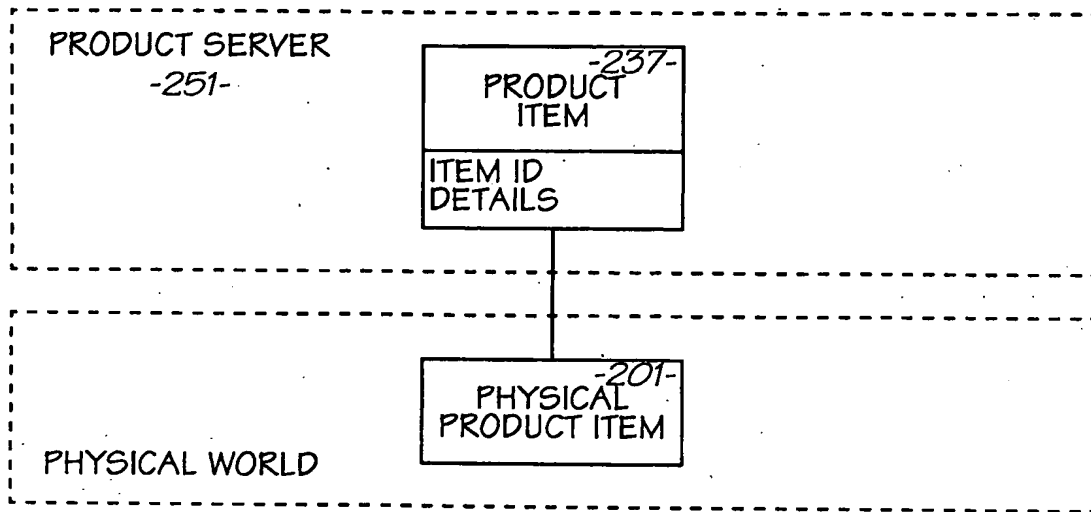 PRODUCT SERVER
-251-
-237-
PRODUCT
ITEM
ITEM ID
DETAILS
-201-
PHYSICAL
PRODUCT ITEM
PHYSICAL WORLD